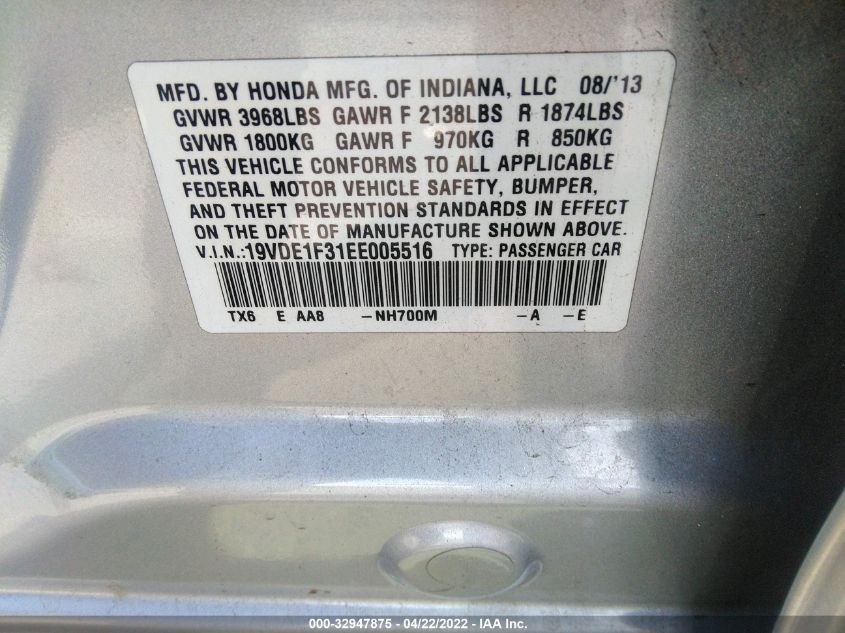 MFD. BY HONDA MFG. OF INDIANA, LLC 08/'13
GVWR 3968LBS GAWR F 2138LBS R 1874LBS
GVWR 1800KG GAWR F 970KG R 850KG
THIS VEHICLE CONFORMS TO ALL APPLICABLE
FEDERAL MOTOR VEHICLE SAFETY, BUMPER,
AND THEFT PREVENTION STANDARDS IN EFFECT
ON THE DATE OF MANUFACTURE SHOWN ABOVE.
V.I.N.:19VDE1F31EE005516 TYPE: PASSENGER CAR
TX6 E AA8 -NH700M -A -E
000-32947875 - 04/22/2022 - IAA Inc.